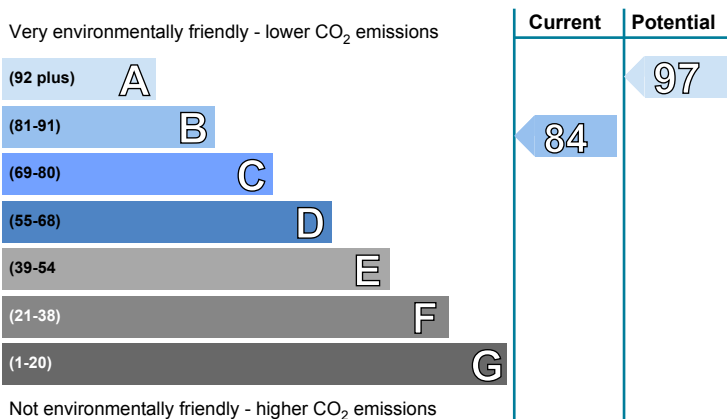 Very environmentally friendly - lower CO2 emissions
Current Potential
(92 plus) A
97
(81-91) B
84
(69-80) C
(55-68) D
(39-54 E
(21-38) F
(1-20) G
Not environmentally friendly - higher CO2 emissions